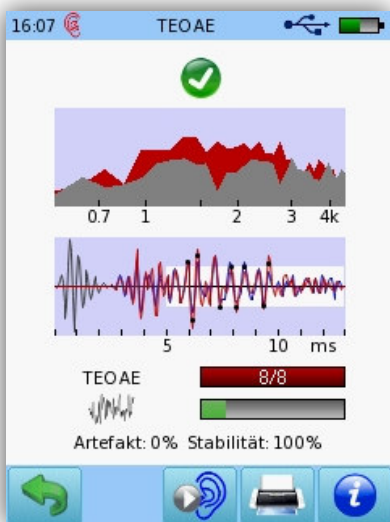 16:07 TEOAE
0.7 1 2 3 4k
5 10 ms
TEOAE 8/8
Artefakt: 0% Stabilität: 100%
i